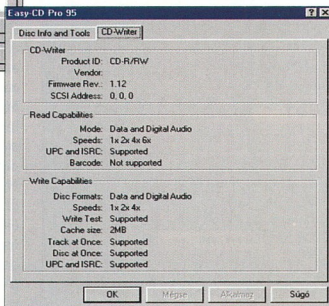 Easy-CD Pro 95
Disc Info and Tools
CD-Writer
CD-Writer
Product ID: CD-R/RW
Vendor:
Firmware Rev.: 1.12
SCSI Address: 0, 0, 0
Read Capabilities
Mode: Data and Digital Audio
Speeds: 1x 2x 4x 6x
UPC and ISRC: Supported
Barcode: Not supported
Write Capabilities
Disc Formats: Data and Digital Audio
Speeds: 1x 2x 4x
Write Test: Supported
Cache size: 2MB
Track at Once: Supported
Disc at Once: Supported
UPC and ISRC: Supported
OK
Mégse
Alkalmaz
Súgó